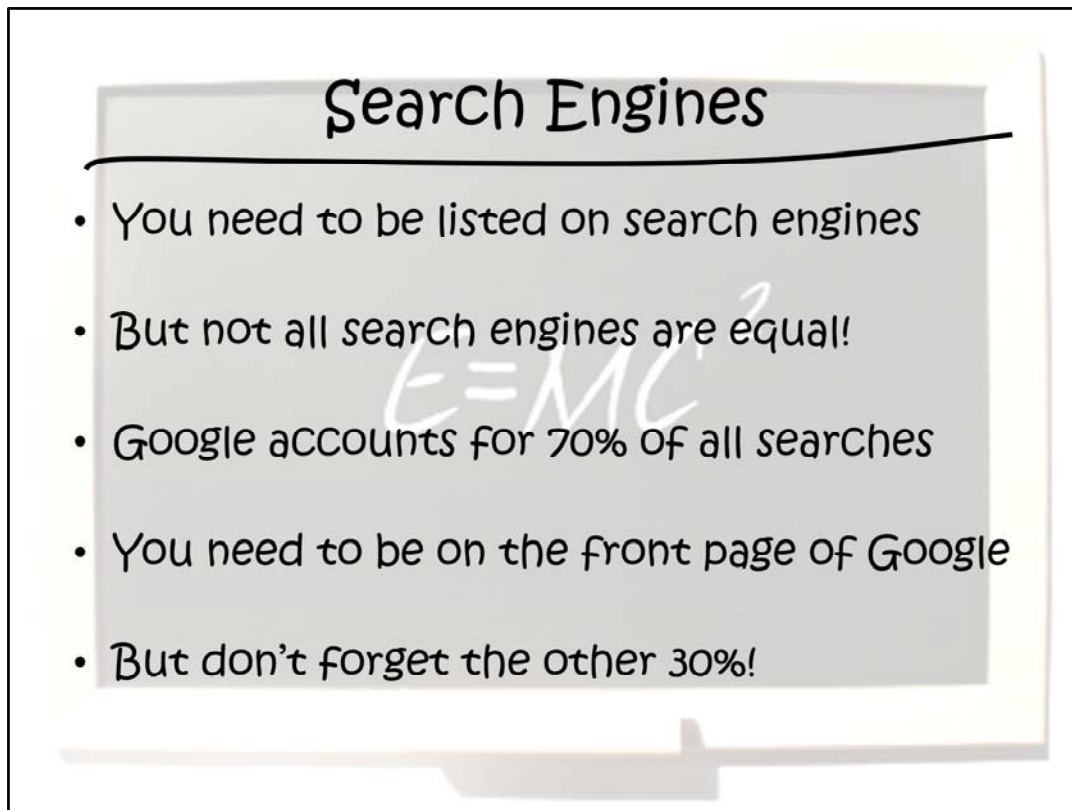 Search Engines
• You need to be listed on search engines
• But not all search engines are equal!
E=MC²
• Google accounts for 70% of all searches
• You need to be on the front page of Google
• But don't forget the other 30%!